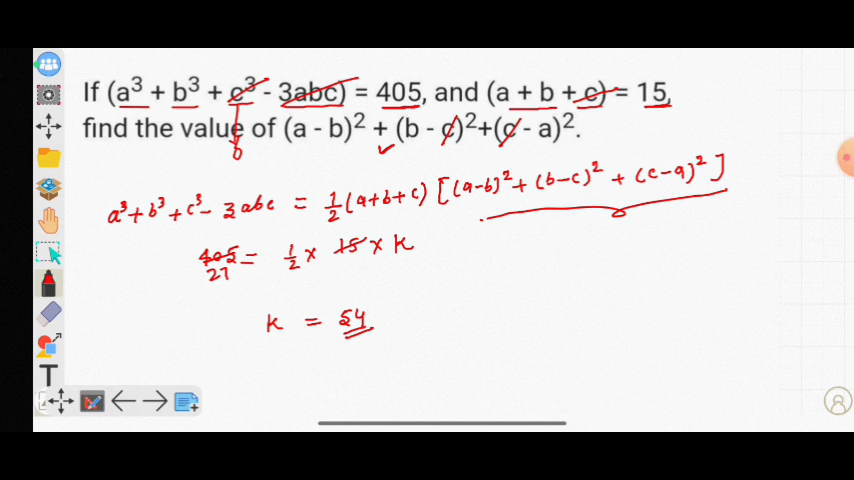 If (a³ + b³ + c³ - 3abc) = 405, and (a + b + c) = 15,
find the value of (a - b)² + (b - c)²+(c - a)².
0
a³ + b³ + c³ - 3abc = 1/2 (a+b+c) [(a-b)² + (b-c)² + (c-a)²]
405 = 1/2 × 15 × K
27
K = 54
T